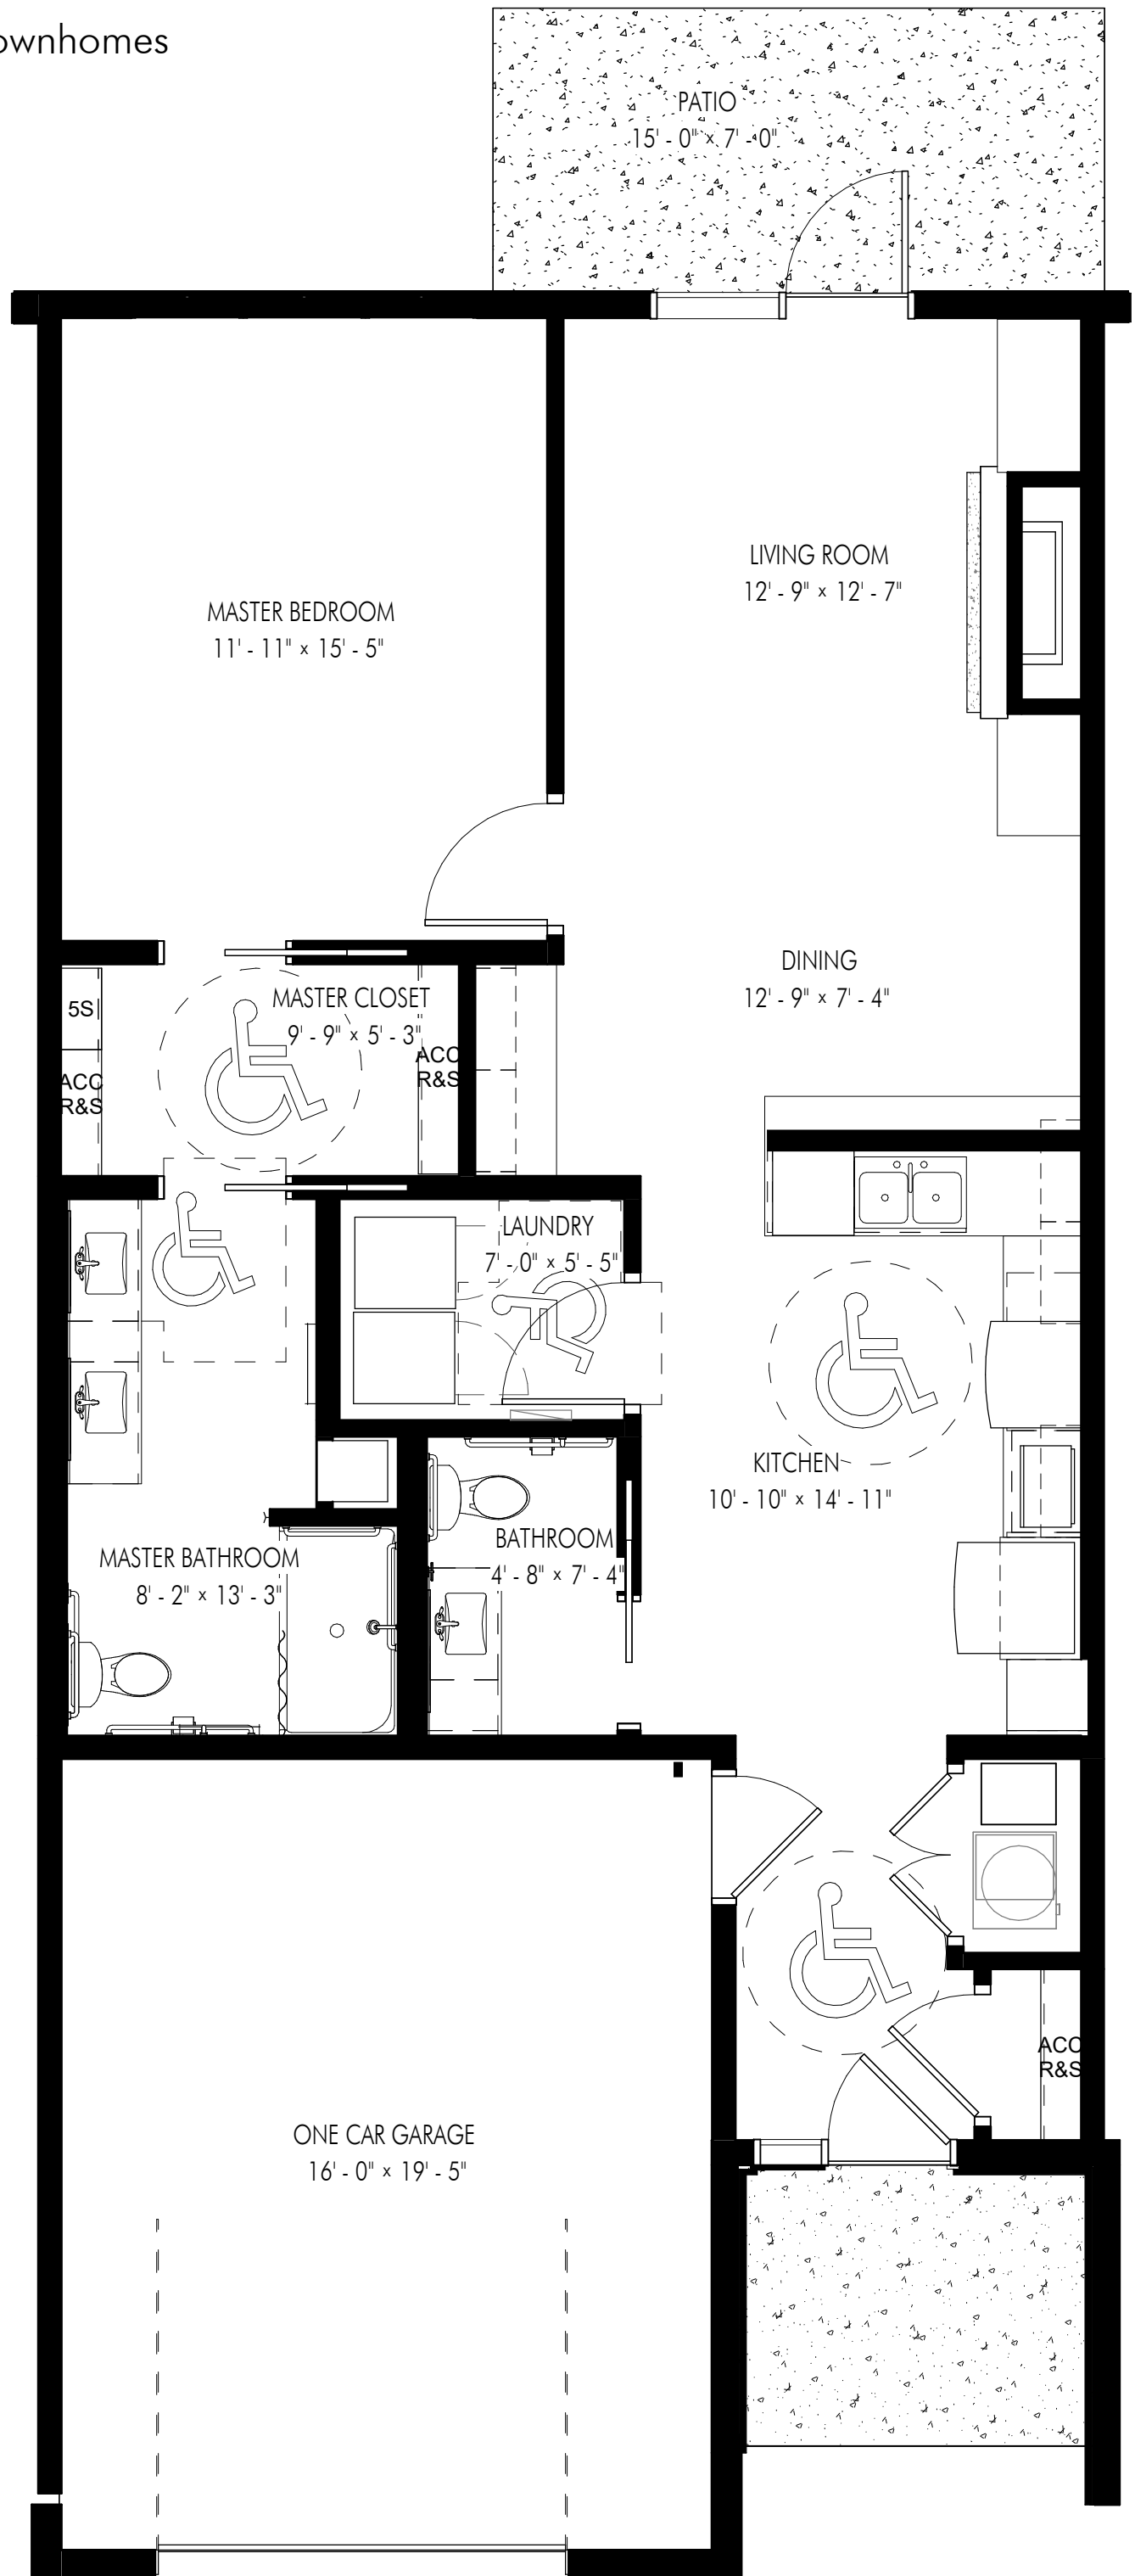 ownhomes
PATIO
15' - 0" x 7' - 0"
LIVING ROOM
12' - 9" x 12' - 7"
MASTER BEDROOM
11' - 11" x 15' - 5"
DINING
12' - 9" x 7' - 4"
MASTER CLOSET
9' - 9" x 5' - 3"
5S
ACC
R&S
ACC
R&S
LAUNDRY
7' - 0" x 5' - 5"
KITCHEN
10' - 10" x 14' - 11"
BATHROOM
4' - 8" x 7' - 4"
MASTER BATHROOM
8' - 2" x 13' - 3"
ACC
R&S
ONE CAR GARAGE
16' - 0" x 19' - 5"